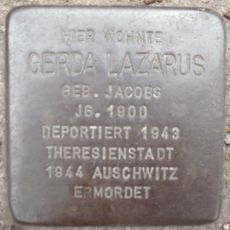 HIER WOHNTE
GERDA LAZARUS
GEB. JACOBS
JG. 1900
DEPORTIERT 1943
THERESIENSTADT
1944 AUSCHWITZ
ERMORDET